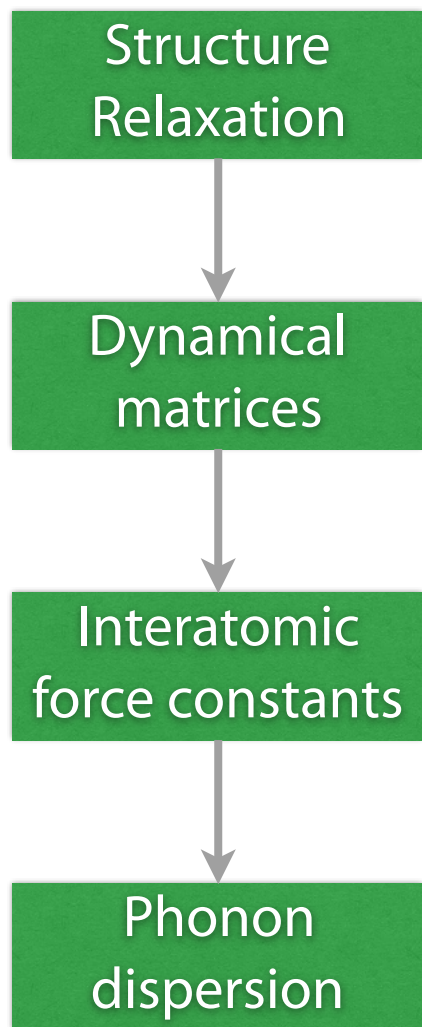 Structure
Relaxation
Dynamical
matrices
Interatomic
force constants
Phonon
dispersion